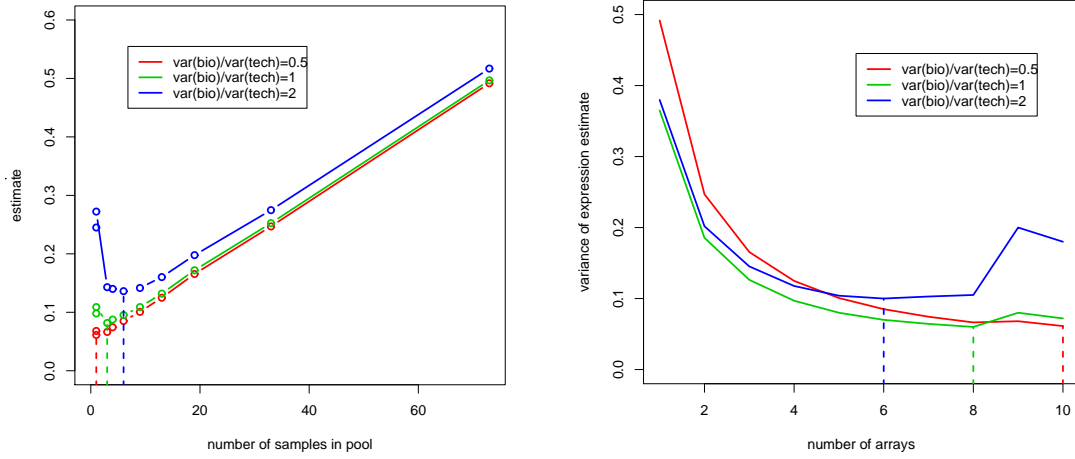 0.6
0.5
0.4
0.3
0.2
0.1
0.0
estimate
var(bio)/var(tech)=0.5
var(bio)/var(tech)=1
var(bio)/var(tech)=2
0
20
40
60
number of samples in pool
0.5
0.4
0.3
0.2
0.1
0.0
variance of expression estimate
var(bio)/var(tech)=0.5
var(bio)/var(tech)=1
var(bio)/var(tech)=2
2
4
6
8
10
number of arrays